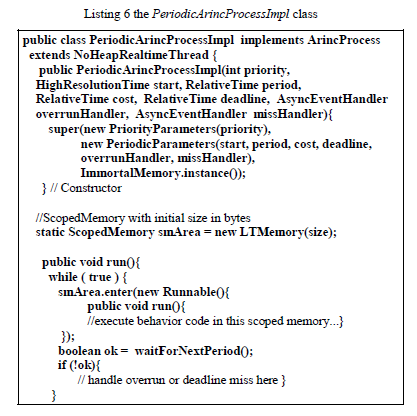 Listing 6 the PeriodicArincProcessImpl class
public class PeriodicArincProcessImpl implements ArincProcess
extends NoHeapRealtimeThread {
public PeriodicArincProcessImpl(int priority,
HighResolutionTime start, RelativeTime period,
RelativeTime cost, RelativeTime deadline, AsyncEventHandler
overrunHandler, AsyncEventHandler missHandler){
super(new PriorityParameters(priority),
new PeriodicParameters(start, period, cost, deadline,
overrunHandler, missHandler),
ImmortalMemory.instance());
} // Constructor
//ScopedMemory with initial size in bytes
static ScopedMemory smArea = new LTMemory(size);
public void run(){
while ( true ) {
smArea.enter(new Runnable(){
public void run(){
//execute behavior code in this scoped memory...}
});
boolean ok = waitForNextPeriod();
if (!ok){
// handle overrun or deadline miss here }
}